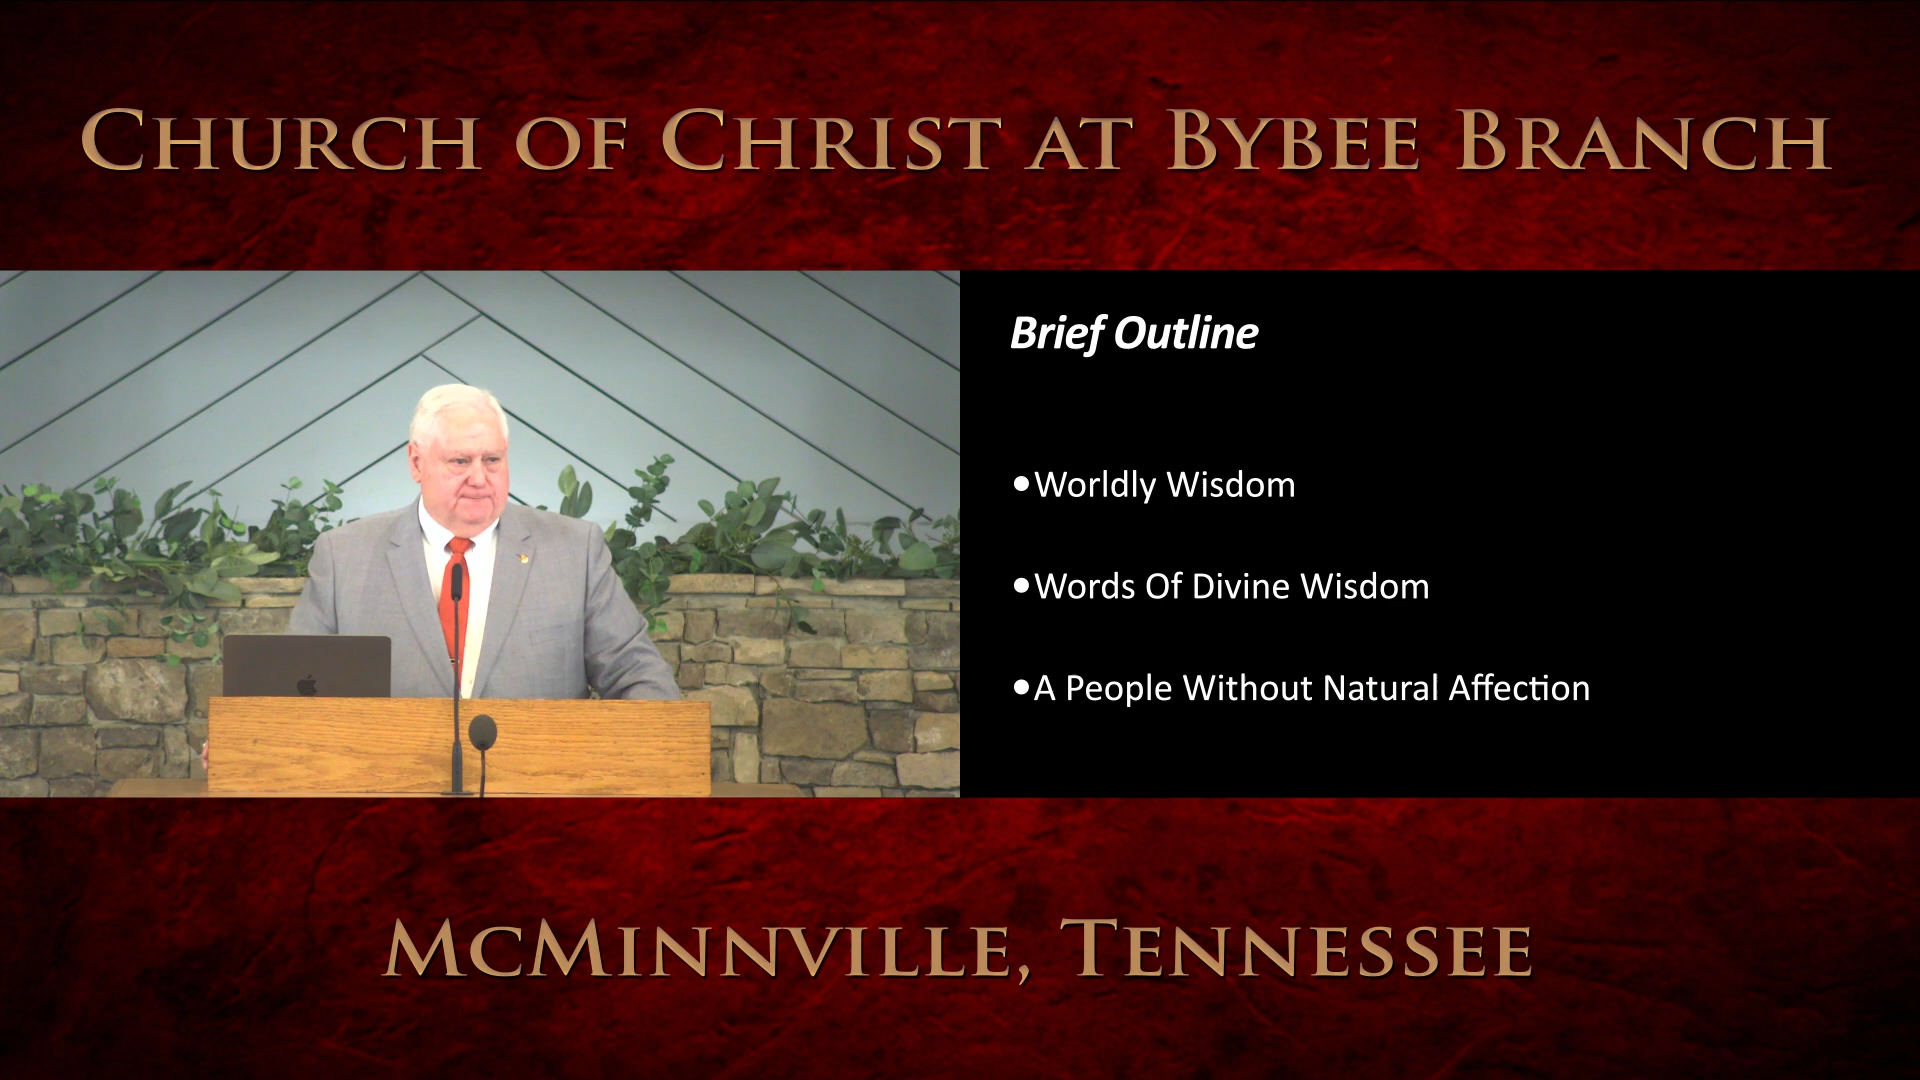 Church of Christ at Bybee Branch
Brief Outline
•Worldly Wisdom
•Words Of Divine Wisdom
•A People Without Natural Affection
McMinnville, Tennessee